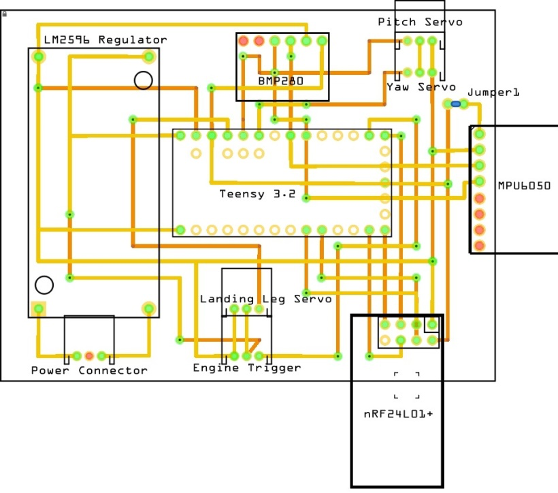 Pitch Servo
LM2596 Regulator
BMP280
Yaw Servo
Jumper1
MPU6050
Teensy 3.2
Landing Leg Servo
Power Connector
Engine Trigger
nRF24L01+